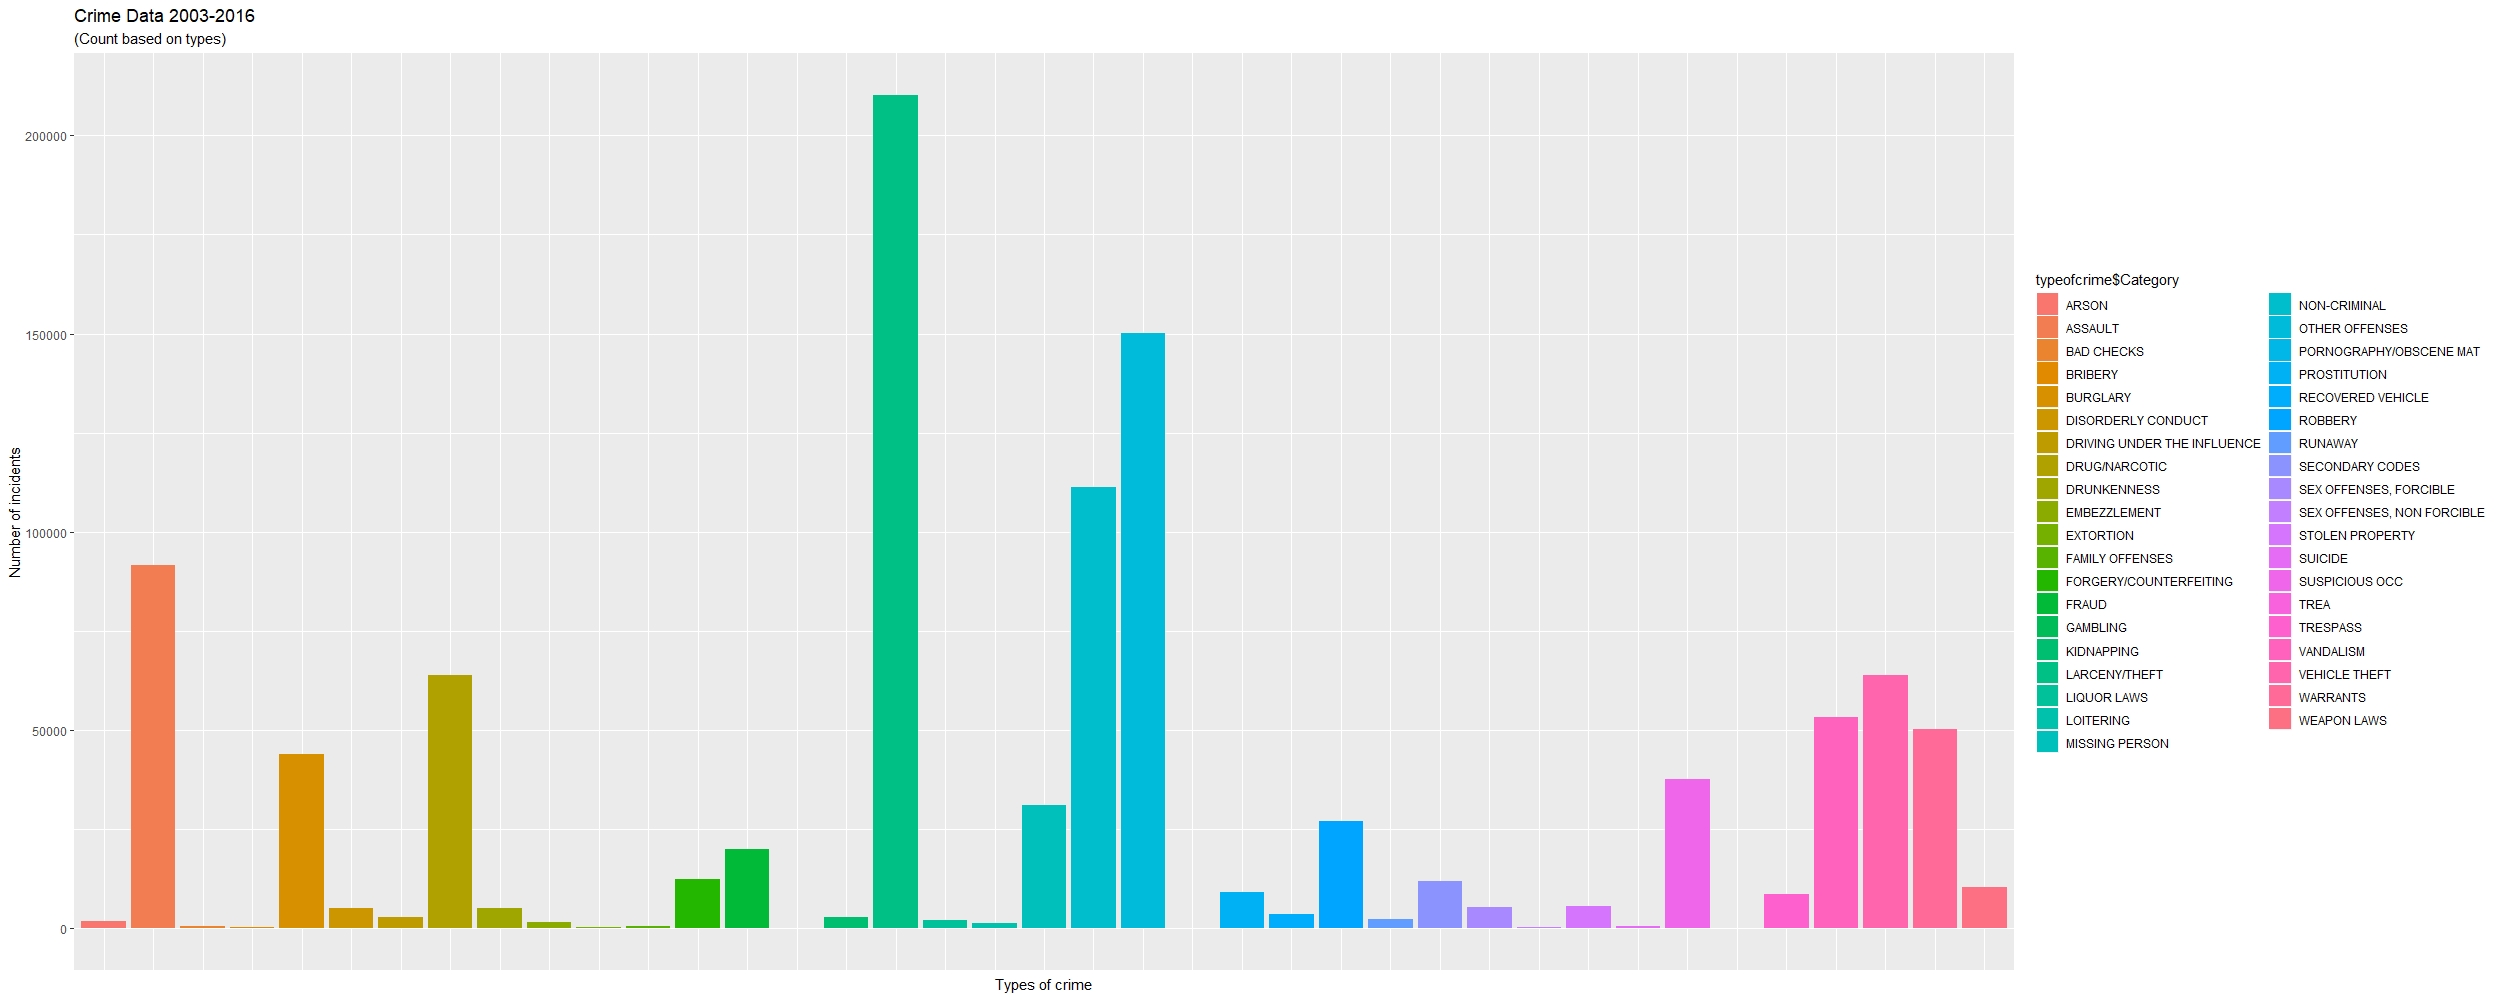 Crime Data 2003-2016
(Count based on types)
Number of incidents
200000
150000
100000
50000
0
Types of crime
typeofcrime$Category
ARSON
ASSAULT
BAD CHECKS
BRIBERY
BURGLARY
DISORDERLY CONDUCT
DRIVING UNDER THE INFLUENCE
DRUG/NARCOTIC
DRUNKENNESS
EMBEZZLEMENT
EXTORTION
FAMILY OFFENSES
FORGERY/COUNTERFEITING
FRAUD
GAMBLING
KIDNAPPING
LARCENY/THEFT
LIQUOR LAWS
LOITERING
MISSING PERSON
NON-CRIMINAL
OTHER OFFENSES
PORNOGRAPHY/OBSCENE MAT
PROSTITUTION
RECOVERED VEHICLE
ROBBERY
RUNAWAY
SECONDARY CODES
SEX OFFENSES, FORCIBLE
SEX OFFENSES, NON FORCIBLE
STOLEN PROPERTY
SUICIDE
SUSPICIOUS OCC
TREA
TRESPASS
VANDALISM
VEHICLE THEFT
WARRANTS
WEAPON LAWS